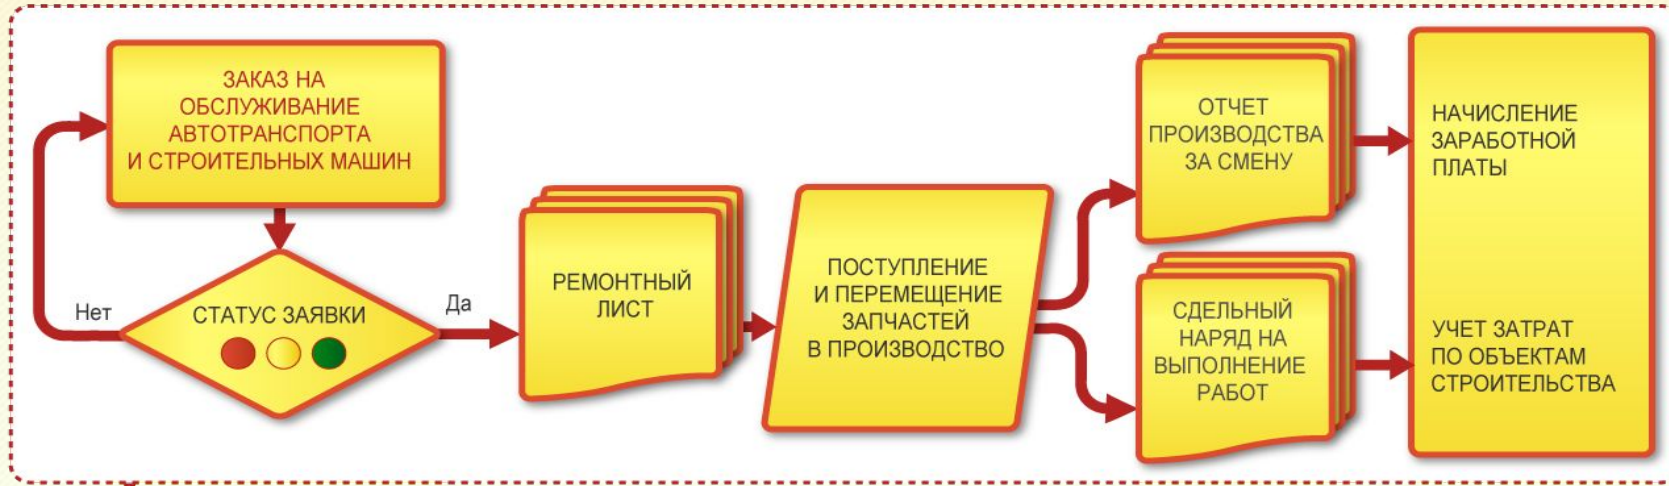 ЗАКАЗ НА
ОБСЛУЖИВАНИЕ
АВТОТРАНСПОРТА
И СТРОИТЕЛЬНЫХ МАШИН
Нет
СТАТУС ЗАЯВКИ
Да
РЕМОНТНЫЙ
ЛИСТ
ПОСТУПЛЕНИЕ
И ПЕРЕМЕЩЕНИЕ
ЗАПЧАСТЕЙ
В ПРОИЗВОДСТВО
ОТЧЕТ
ПРОИЗВОДСТВА
ЗА СМЕНУ
СДЕЛЬНЫЙ
НАРЯД НА
ВЫПОЛНЕНИЕ
РАБОТ
НАЧИСЛЕНИЕ
ЗАРАБОТНОЙ
ПЛАТЫ
УЧЕТ ЗАТРАТ
ПО ОБЪЕКТАМ
СТРОИТЕЛЬСТВА